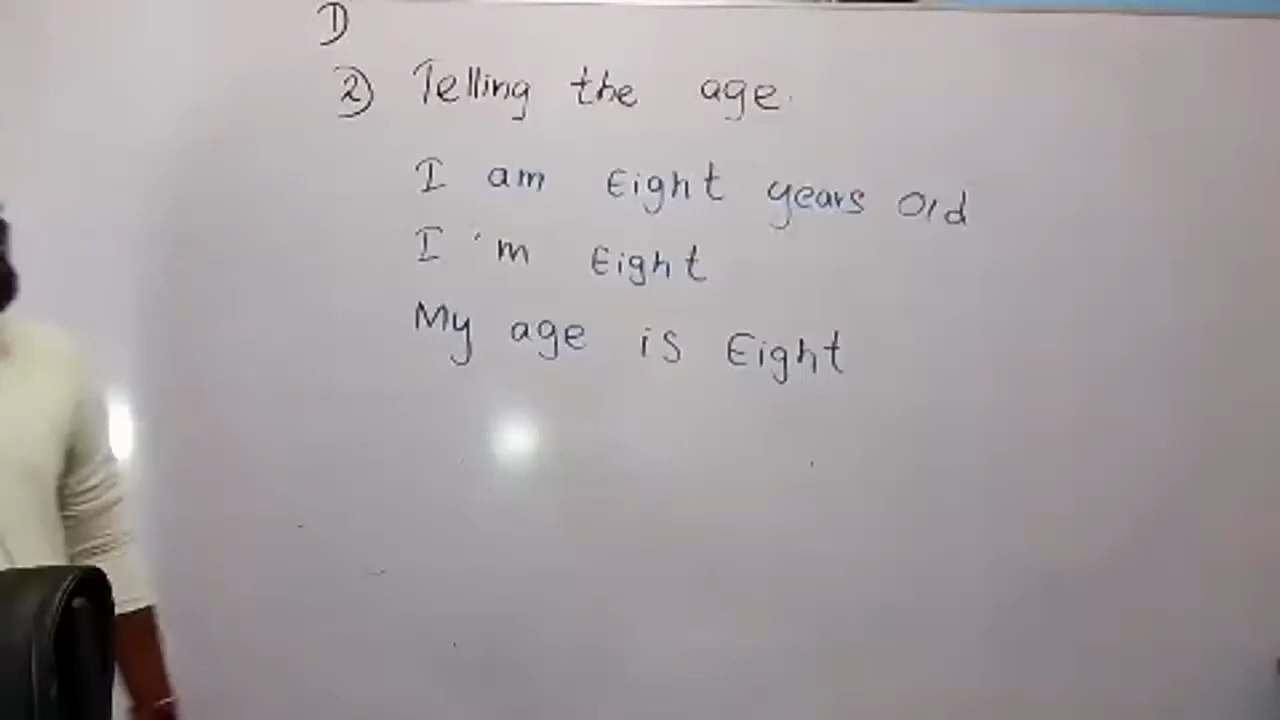 1)
2) Telling the age.
I am Eight years old
I'm Eight
My age is Eight